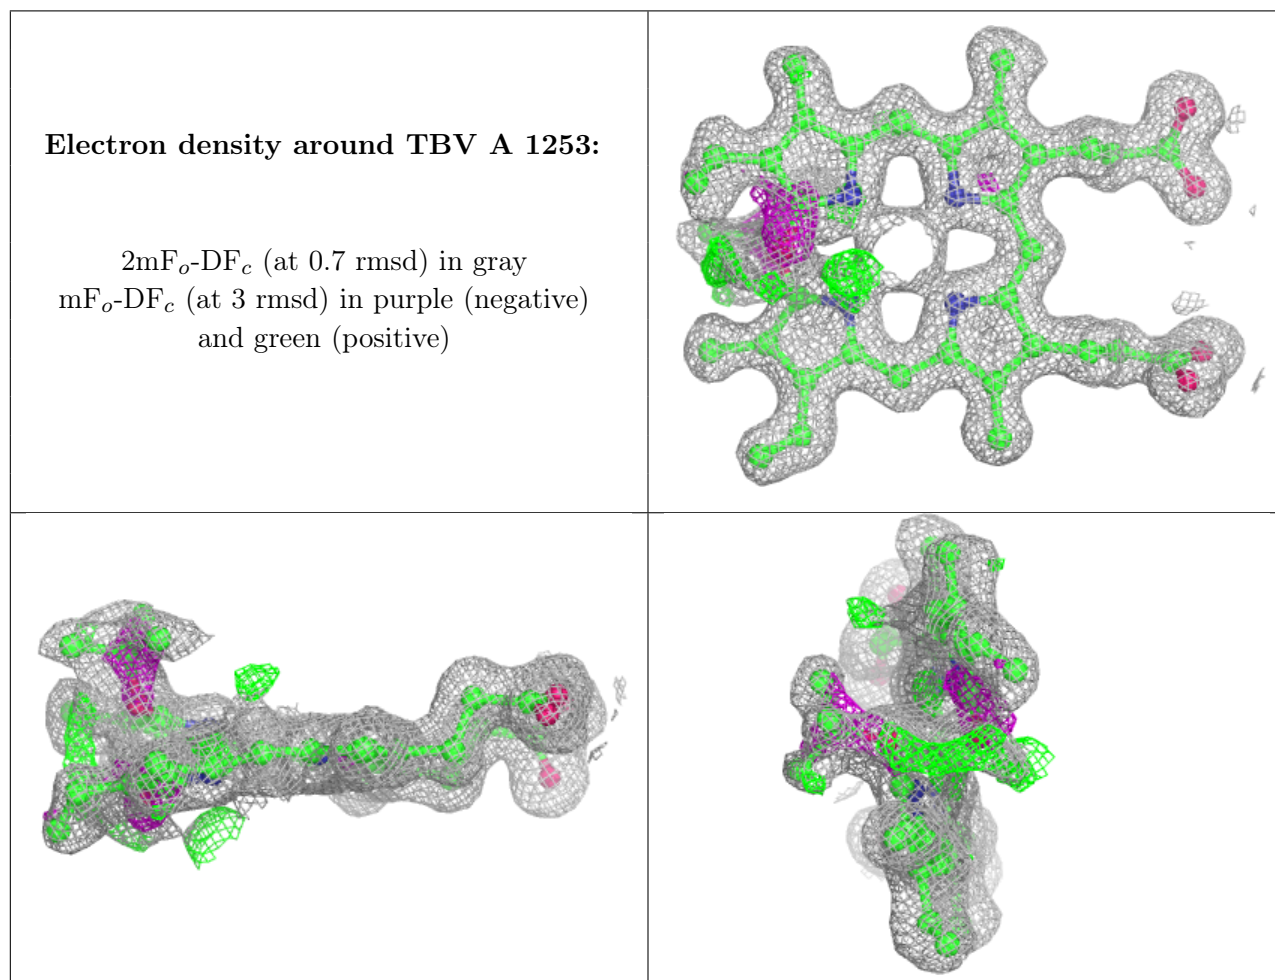 Electron density around TBV A 1253:
2mFo-DFc (at 0.7 rmsd) in gray
mFo-DFc (at 3 rmsd) in purple (negative)
and green (positive)